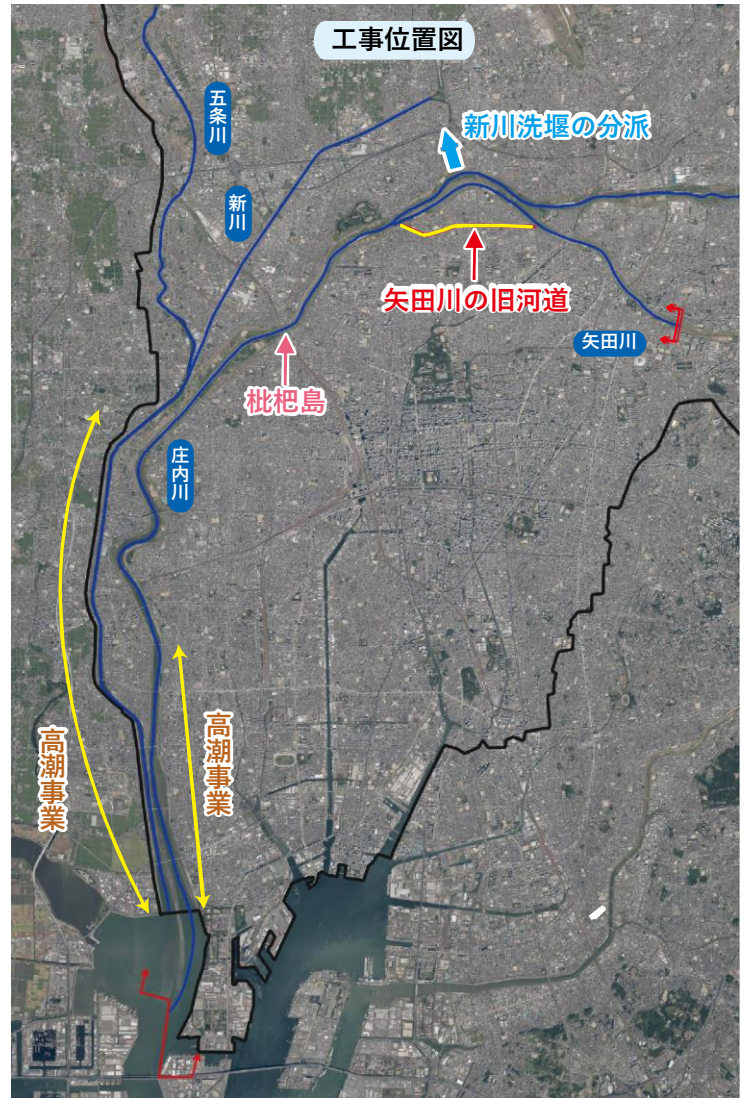 工事位置図
五条川
新川洗堰の分派
新川
矢田川の旧河道
矢田川
枇杷島
庄内川
高潮事業
高潮事業